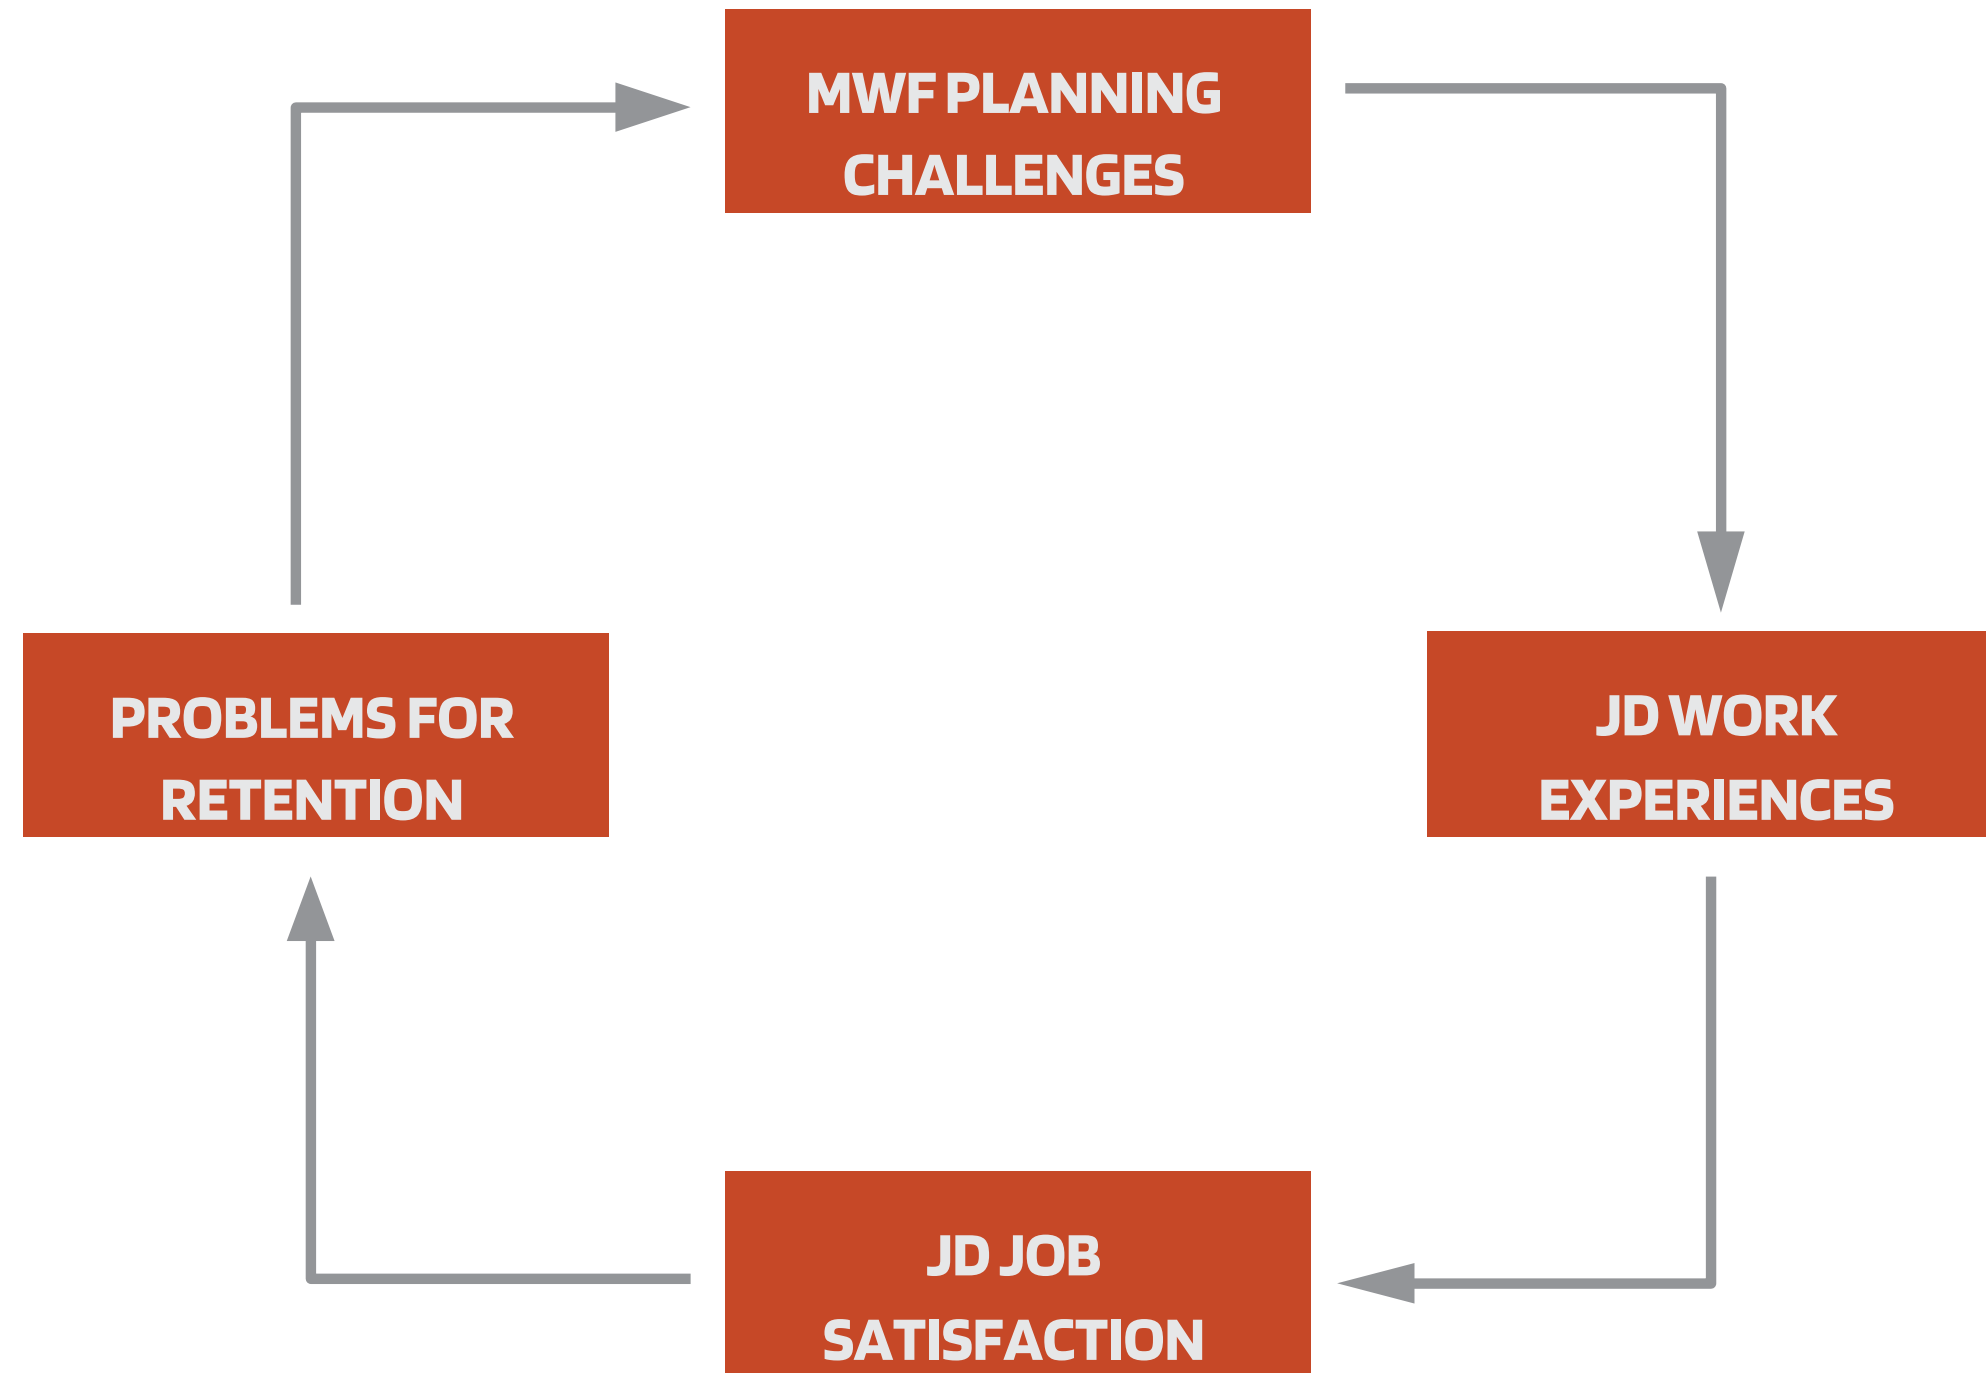 MWF PLANNING
CHALLENGES
PROBLEMS FOR
RETENTION
JD WORK
EXPERIENCES
JD JOB
SATISFACTION